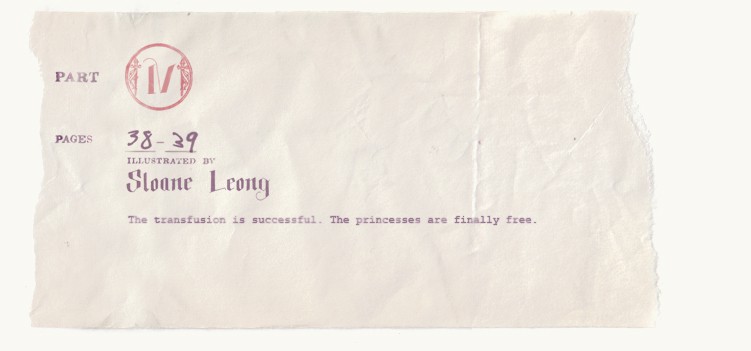 PART IV
PAGES 38-39
ILLUSTRATED BY
Sloane Leong
The transfusion is successful. The princesses are finally free.